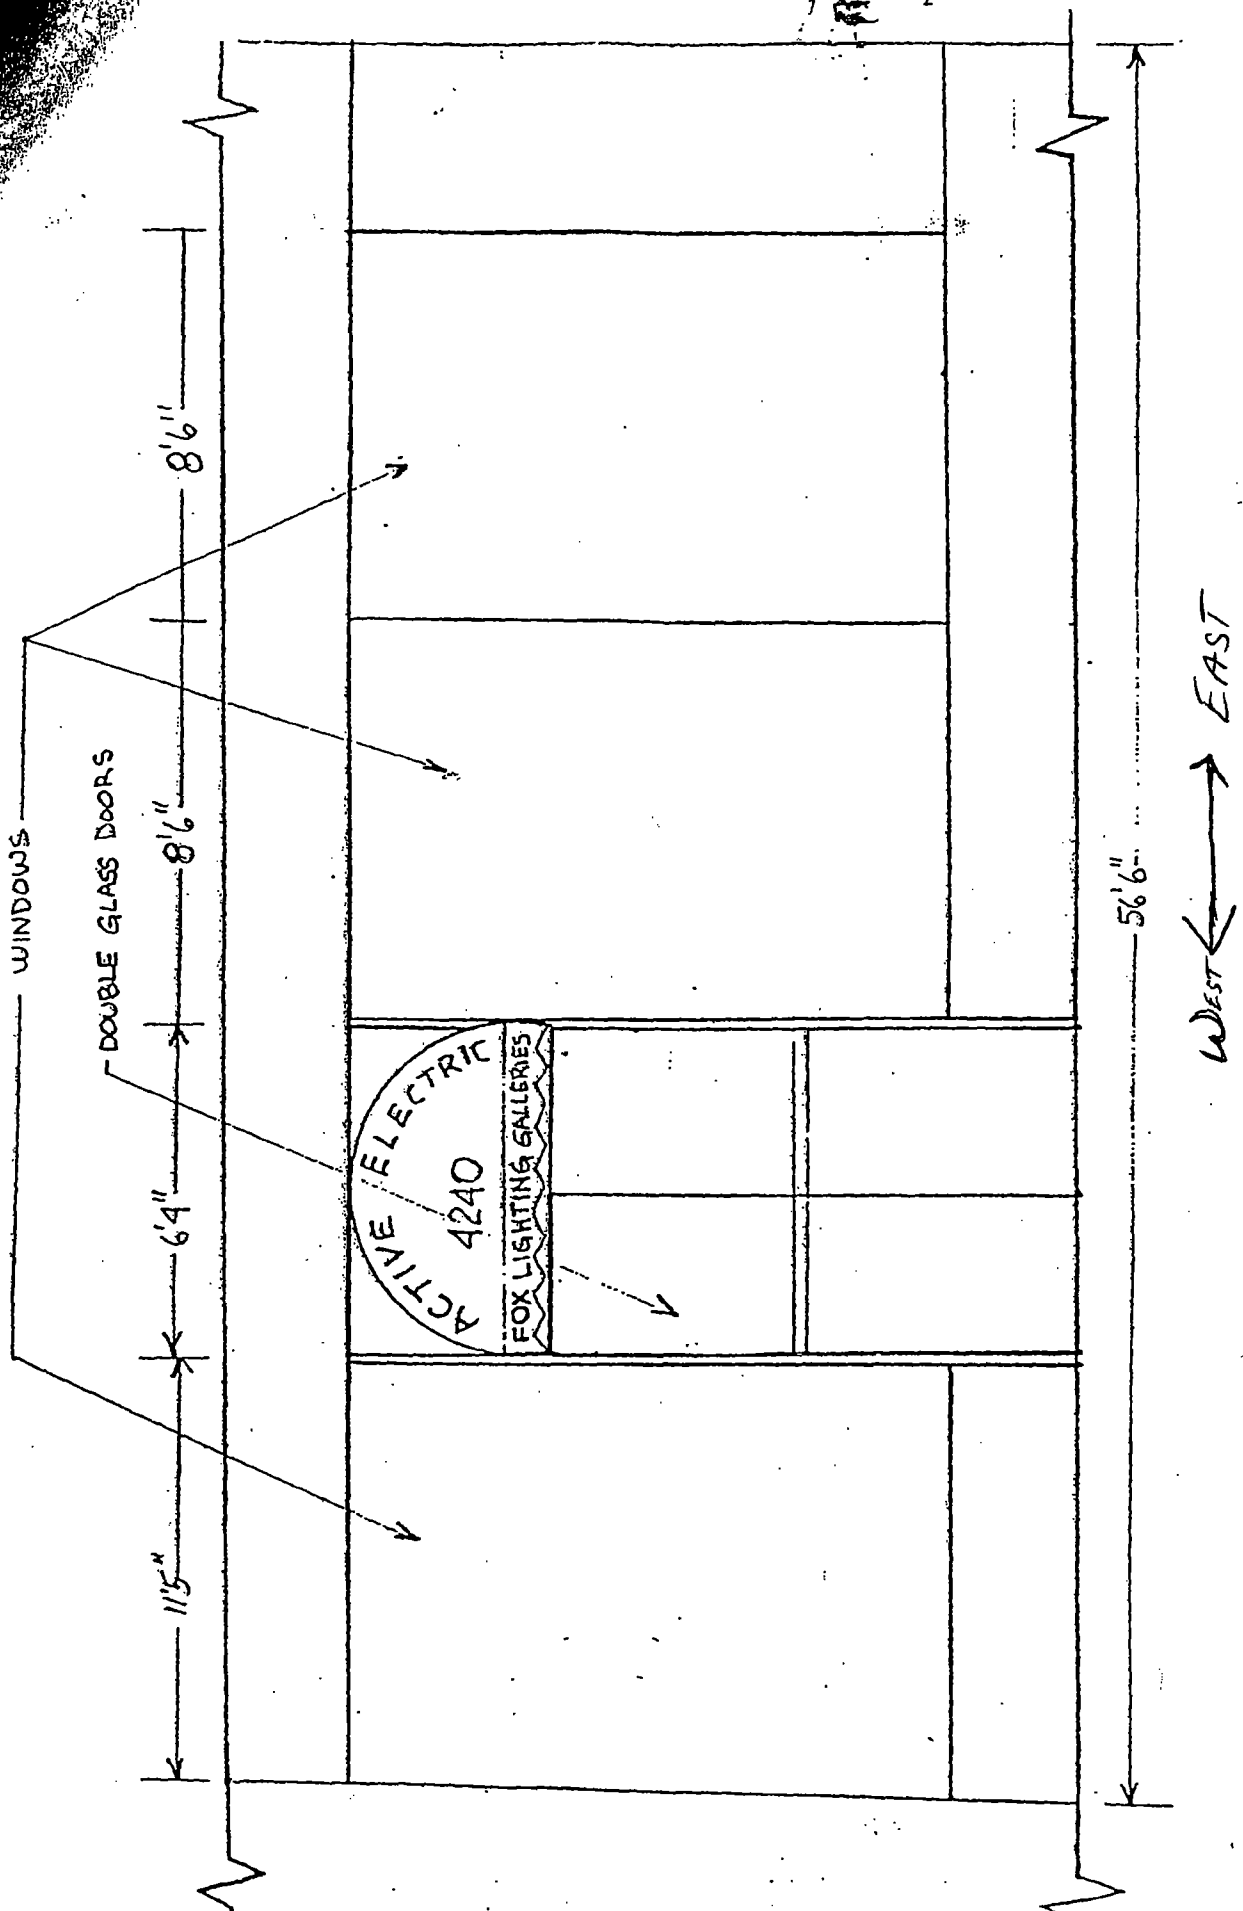 WINDOWS
DOUBLE GLASS DOORS
11'5"
6'4"
8'6"
8'6"
ACTIVE ELECTRIC
4240
FOX LIGHTING GALLERIES
56'6"
WEST
EAST